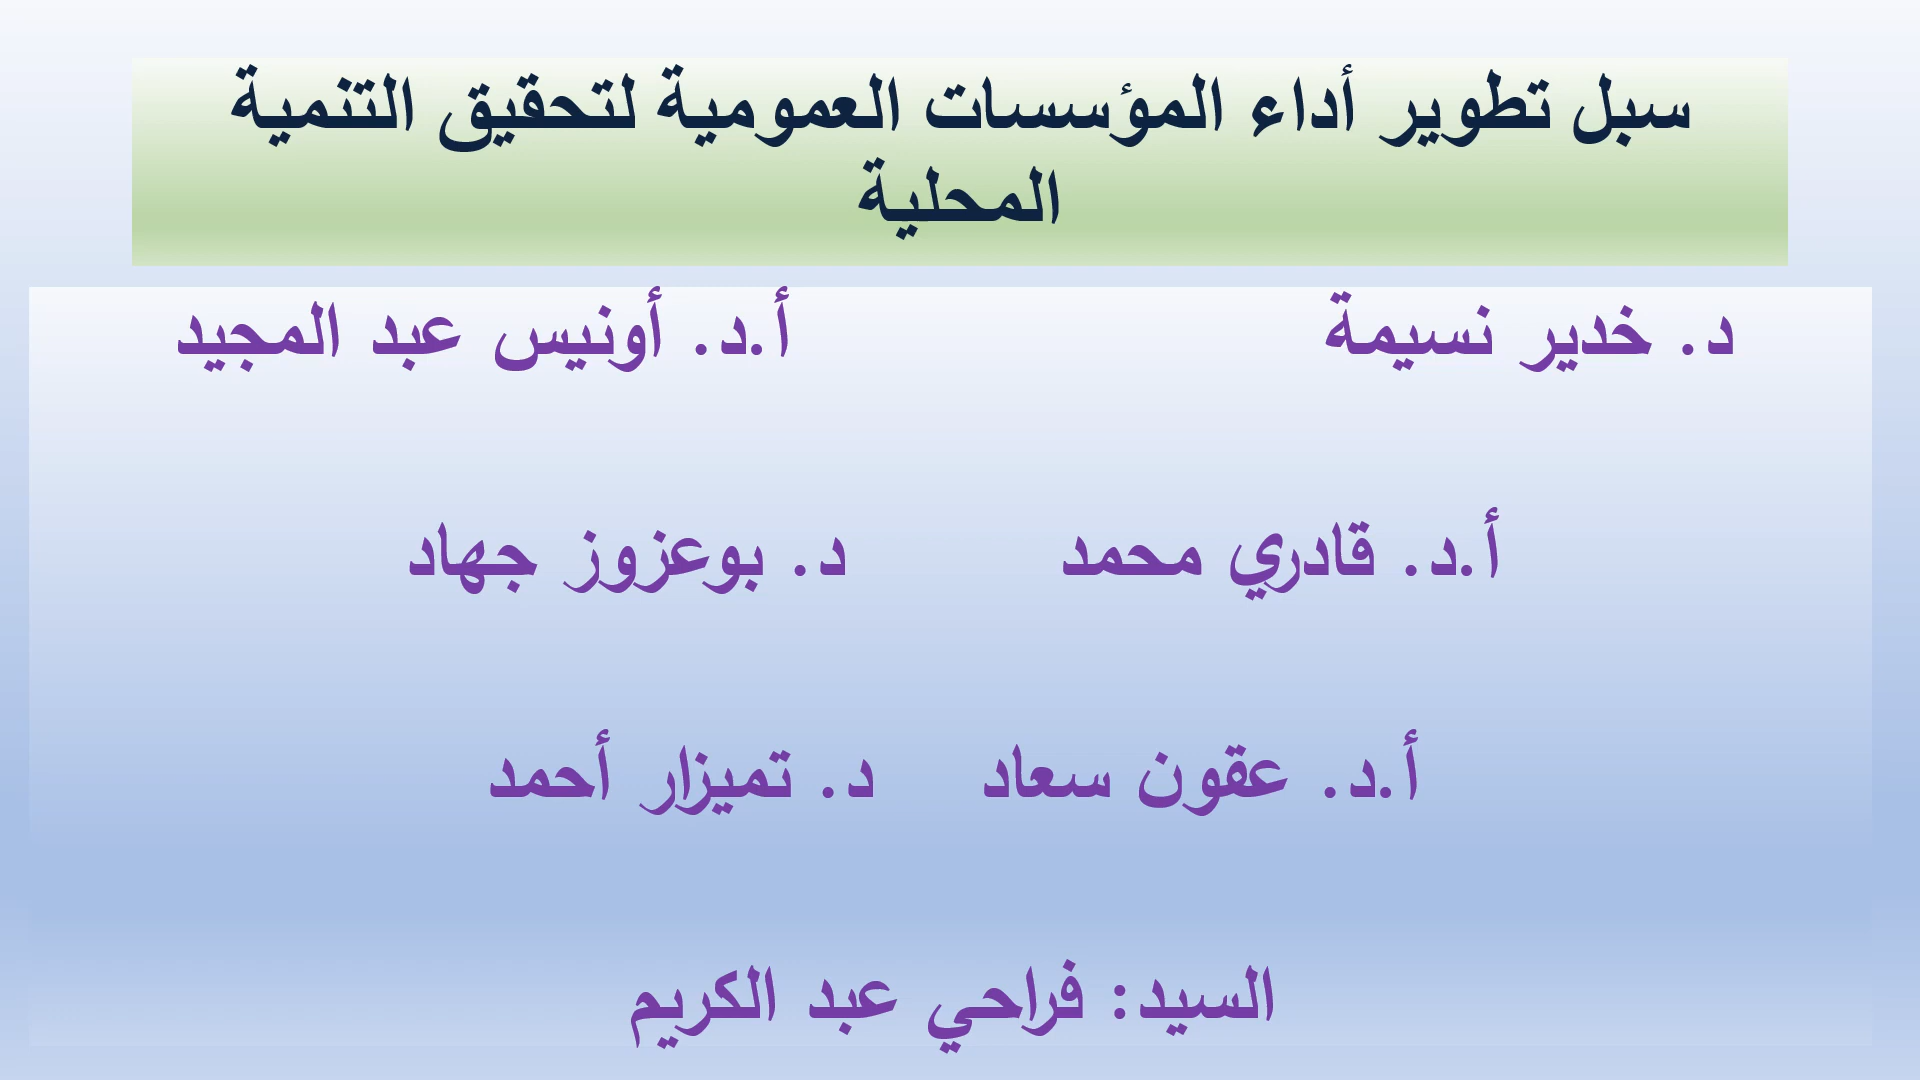 سبل تطوير أداء المؤسسات العمومية لتحقيق التنمية
المحلية
د. خدير نسيمة أ.د. أونيس عبد المجيد
أ.د. قادري محمد د. بوعزوز جهاد
أ.د. عقون سعاد د. تميزار أحمد
السيد: فراحي عبد الكريم